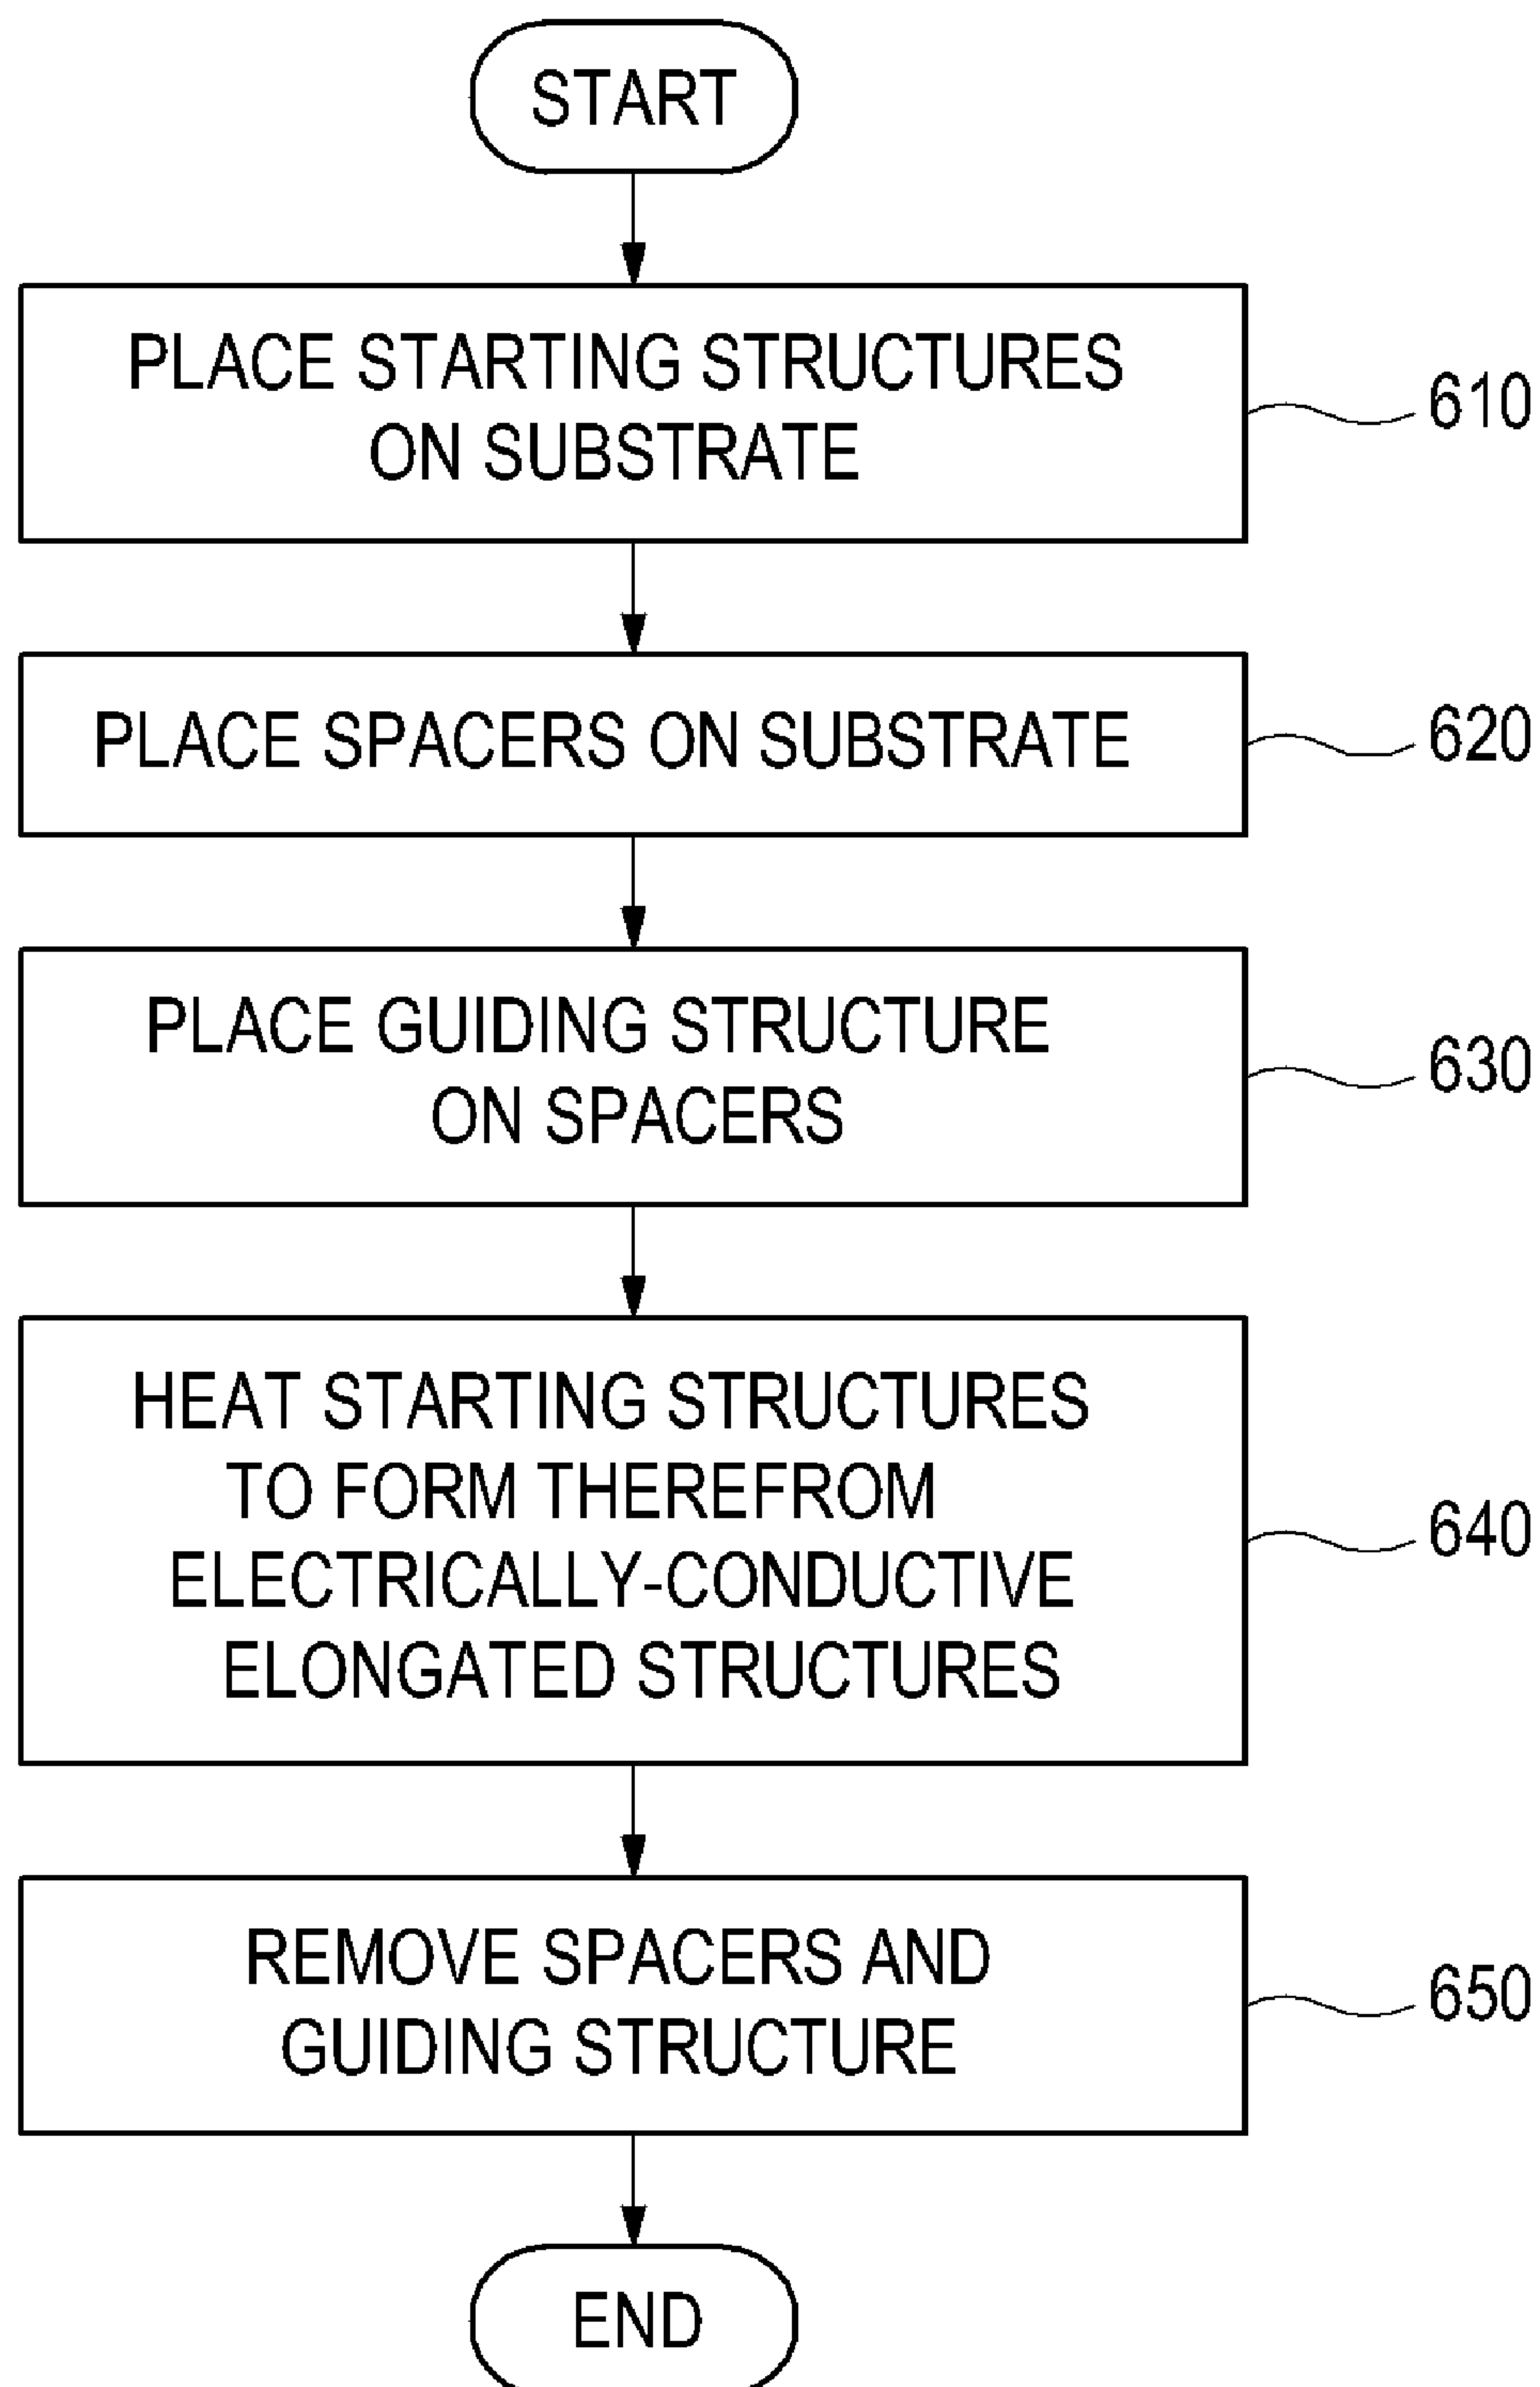 START
PLACE STARTING STRUCTURES
ON SUBSTRATE
610
PLACE SPACERS ON SUBSTRATE
620
PLACE GUIDING STRUCTURE
ON SPACERS
630
HEAT STARTING STRUCTURES
TO FORM THEREFROM
ELECTRICALLY-CONDUCTIVE
ELONGATED STRUCTURES
640
REMOVE SPACERS AND
GUIDING STRUCTURE
650
END